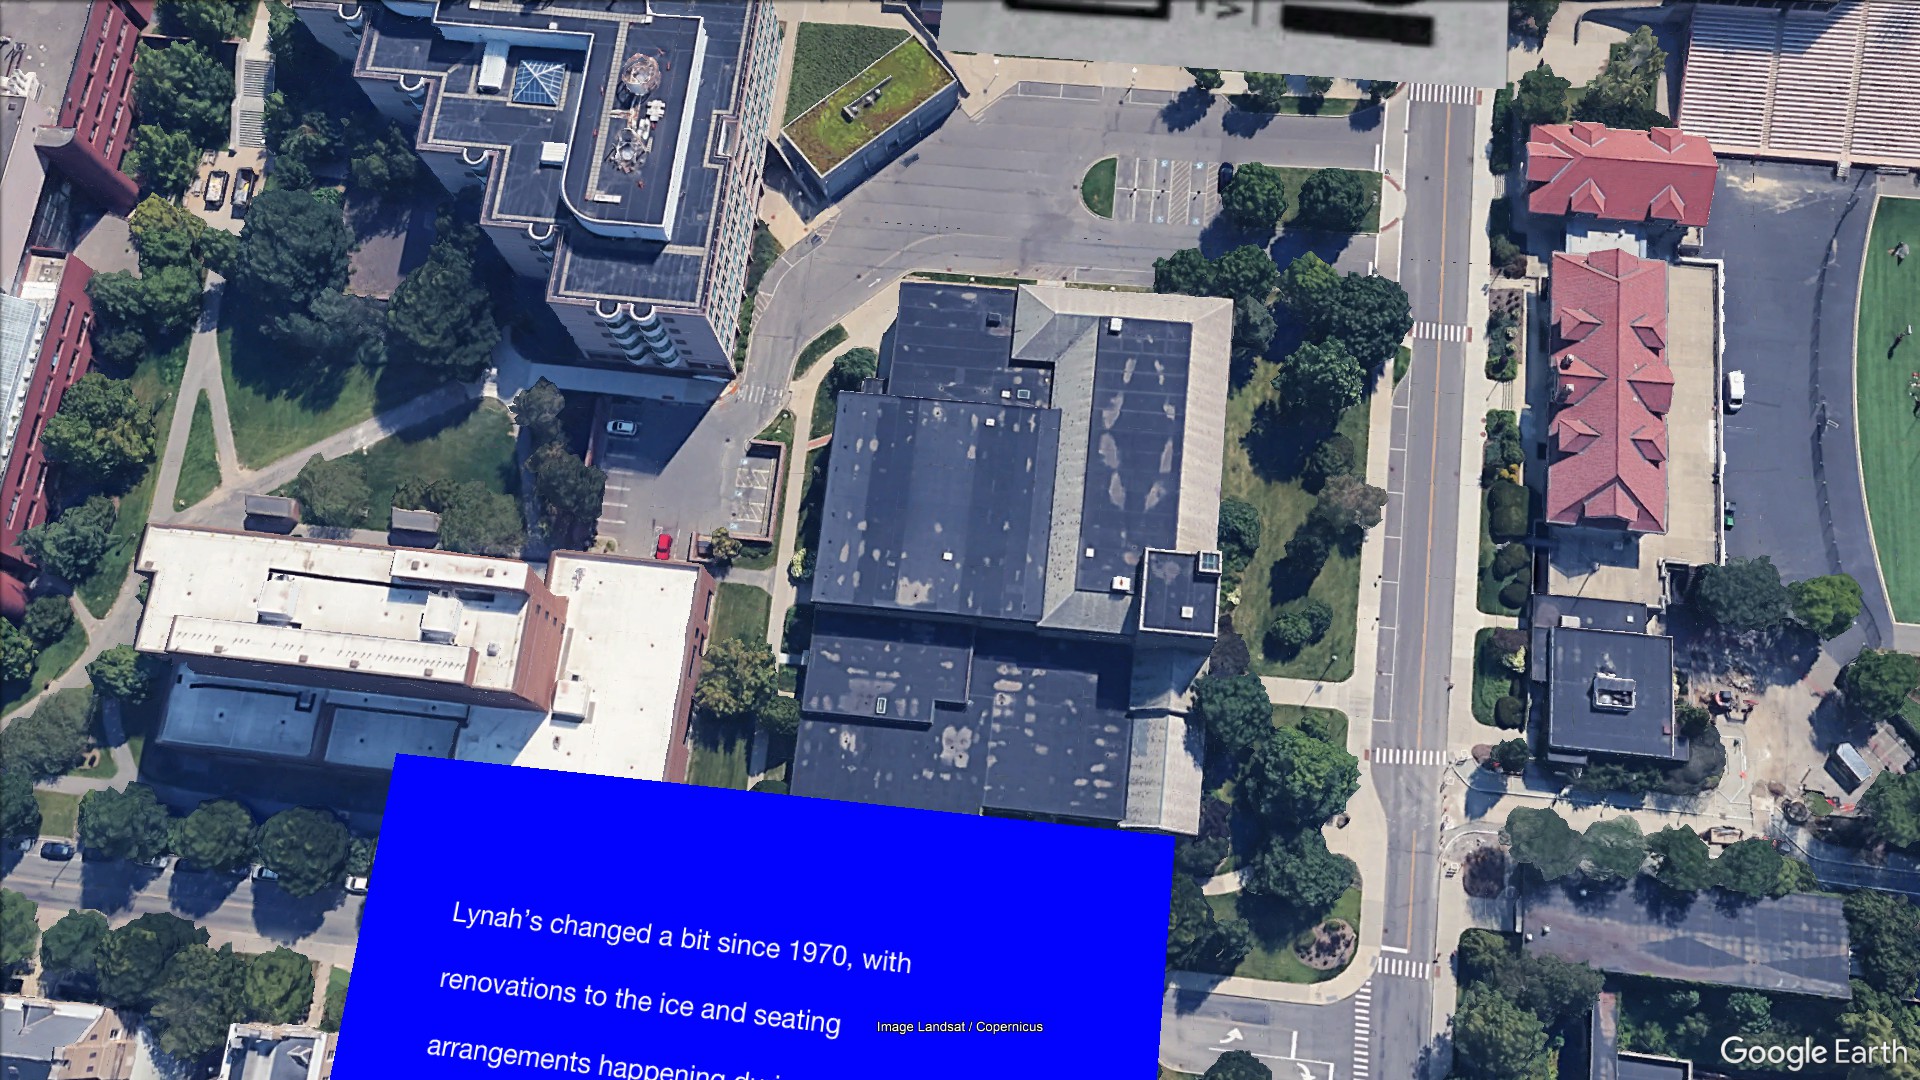 Lynah’s changed a bit since 1970, with
renovations to the ice and seating
arrangements happening
Image Landsat / Copernicus
Google Earth